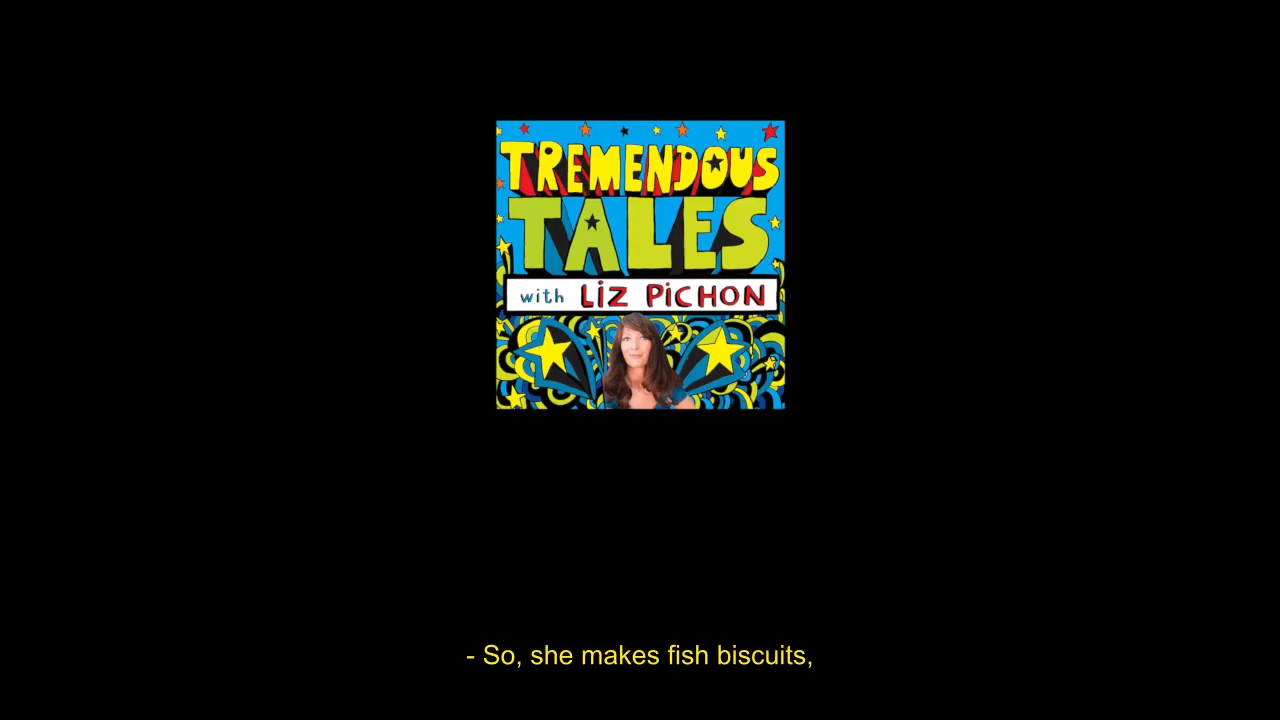 TREMENDOUS
TALES
with LiZ PiCHON
- So, she makes fish biscuits,